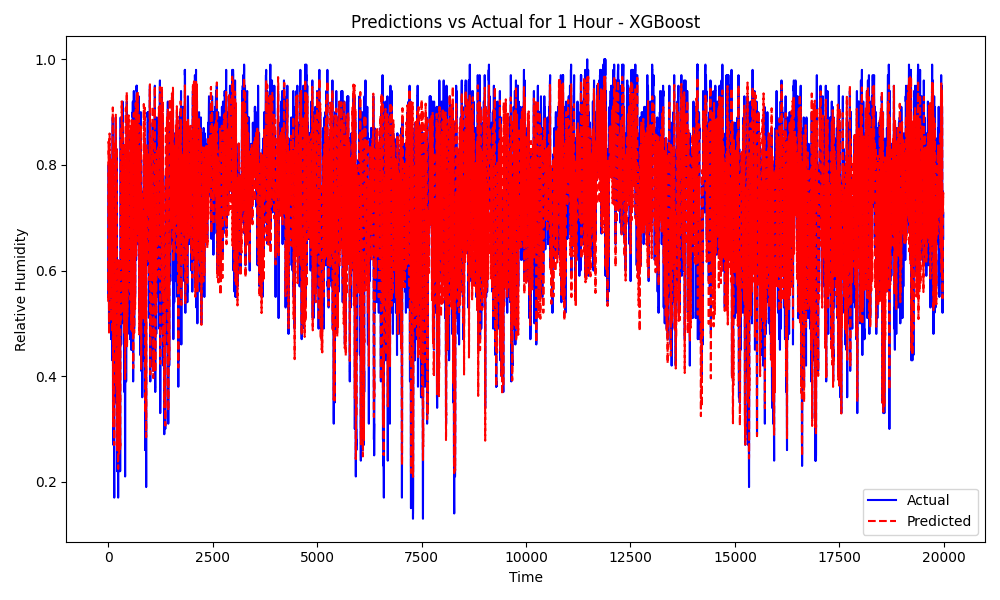 Predictions vs Actual for 1 Hour - XGBoost
Relative Humidity
1.0
0.8
0.6
0.4
0.2
0
2500
5000
7500
10000
12500
15000
17500
20000
Time
Actual
Predicted